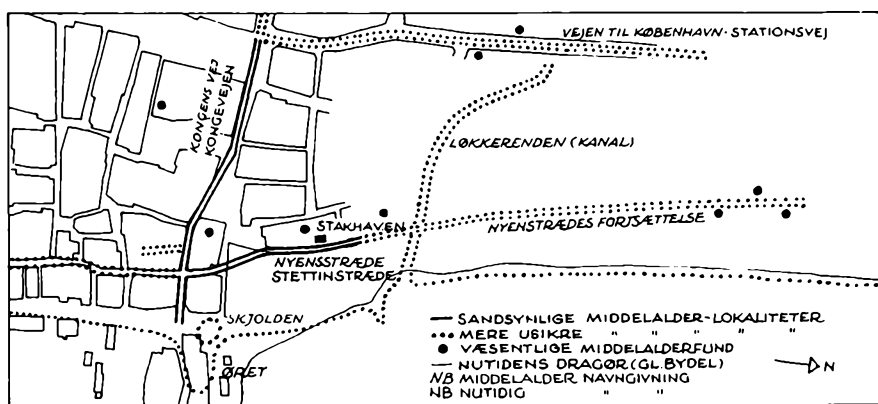 VEJEN TIL KØBENHAVN · STATIONSVEJ
KONGENS VEJ
KONGEVEJEN
LØKKERENDEN (KANAL)
STAKHAVEN
NYENSTRÆDES FORTSÆTTELSE
NYENSSTRÆDE
STETTINSTRÆDE
SKJOLDEN
ØRET
SANDSYNLIGE MIDDELALDER-LOKALITETER
MERE USIKRE " " " " "
VÆSENTLIGE MIDDELALDERFUND
NUTIDENS DRAGØR (GL. BYDEL)
N
NB MIDDELALDER NAVNGIVNING
NB NUTIDIG " "